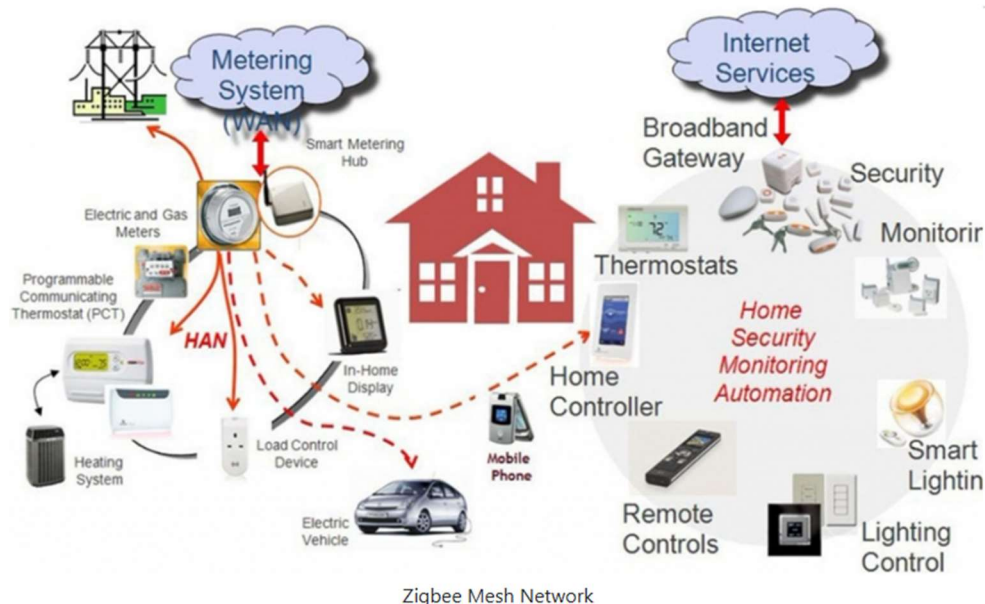 Metering
System
(WAN)
Smart Metering
Hub
Electric and Gas
Meters
Programmable
Communicating
Thermostat (PCT)
HAN
In-Home
Display
Load Control
Device
Heating
System
Electric
Vehicle
Mobile
Phone
Internet
Services
Broadband
Gateway
Security
Monitorin
Thermostats
72
Home
Controller
Home
Security
Monitoring
Automation
Smart
Lightin
Remote
Controls
Lighting
Control
Zigbee Mesh Network